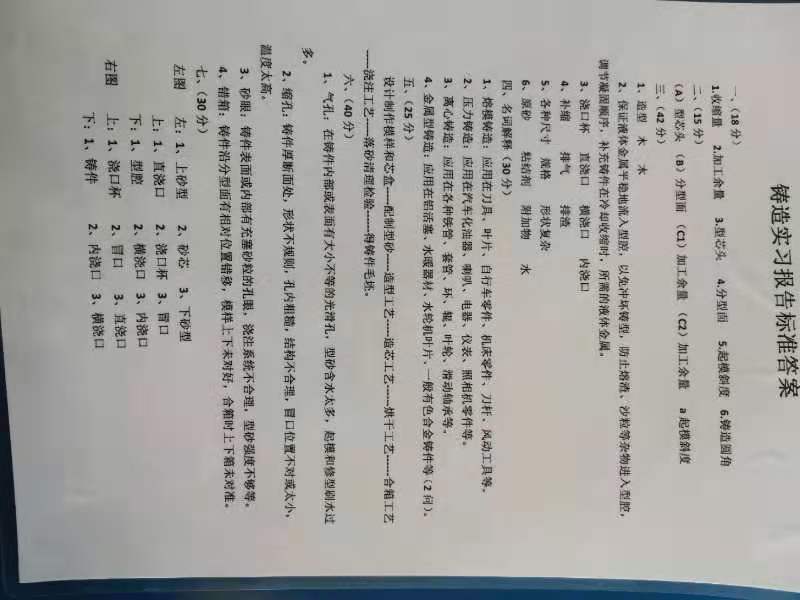 铸造实习报告标准答案
一、(18分)
1.收缩量 2.加工余量 3.型芯头 4.分型面 5.起模斜度 6.铸造圆角
二、(15分)
(A)型芯头 (B)分型面 (C1)加工余量 (C2)加工余量 a起模斜度
三、(42分)
1、造型 木 水
2、保证液体金属平稳地流入型腔，以免冲坏铸型，防止熔渣、沙粒等杂物进入型腔，
调节凝固顺序，补充铸件在冷却收缩时，所需的液体金属。
3、浇口杯 直浇口 横浇口 内浇口
4、补缩 排气 排渣
5、各种尺寸 规格 形状复杂
6、原砂 粘结剂 附加物 水
四、名词解释(30分)
1、熔模铸造：应用在刀具、叶片、自行车零件、机床零件、刀杆、风动工具等。
2、压力铸造：应用在汽车化油器、喇叭、电器、仪表、照相机零件等。
3、离心铸造：应用在各种铁管、套管、环、辊、叶轮、滑动轴承等。
4、金属型铸造：应用在铝活塞、水暖器材、水轮机叶片，一般有色合金铸件等(2问)。
五、(25分)
设计制作模样和芯盒-----配制型砂-----造型工艺-----造芯工艺-----烘干工艺-----合箱工艺
-----浇注工艺-----落砂清理检验-----得铸件毛坯。
六、(40分)
1、气孔：在铸件内部或表面有大小不等的光滑孔，型砂含水太多，起模和修型刷水过
多。
2、缩孔：铸件厚断面处，形状不规则，孔内粗糙，结构不合理，冒口位置不对或太小，
温度太高。
3、砂眼：铸件表面或内部有充塞砂粒的孔眼，浇注系统不合理，型砂强度不够等。
4、错箱：铸件沿分型面有相对位置错移，模样上下未对好，合箱时上下箱未对准。
七、(30分)
左图 左：1、上砂型 2、砂芯 3、下砂型
上：1、直浇口 2、浇口杯 3、冒口
下：1、型腔 2、横浇口 3、内浇口
右图 上：1、浇口杯 2、冒口 3、直浇口
下：1、铸件 2、内浇口 3、横浇口